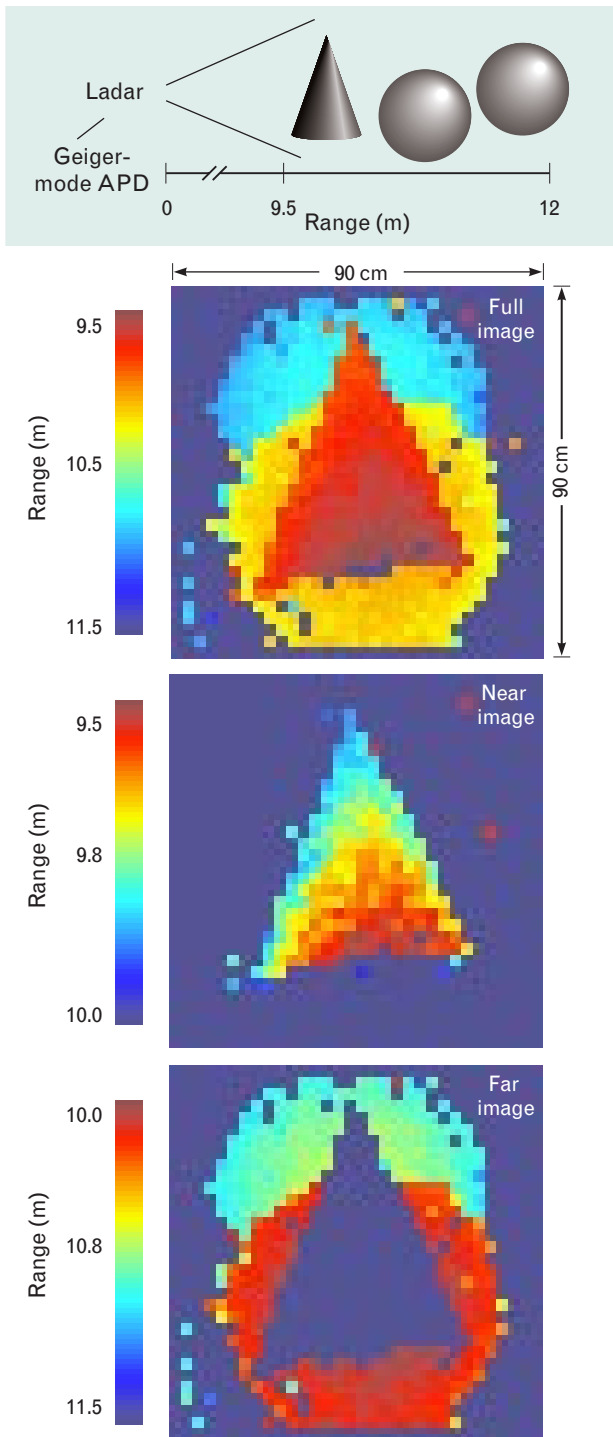 Ladar
Geiger-
mode APD
0
9.5
12
Range (m)
90 cm
Full
image
90 cm
9.5
10.5
11.5
Range (m)
Near
image
9.5
9.8
10.0
Range (m)
Far
image
10.0
10.8
11.5
Range (m)